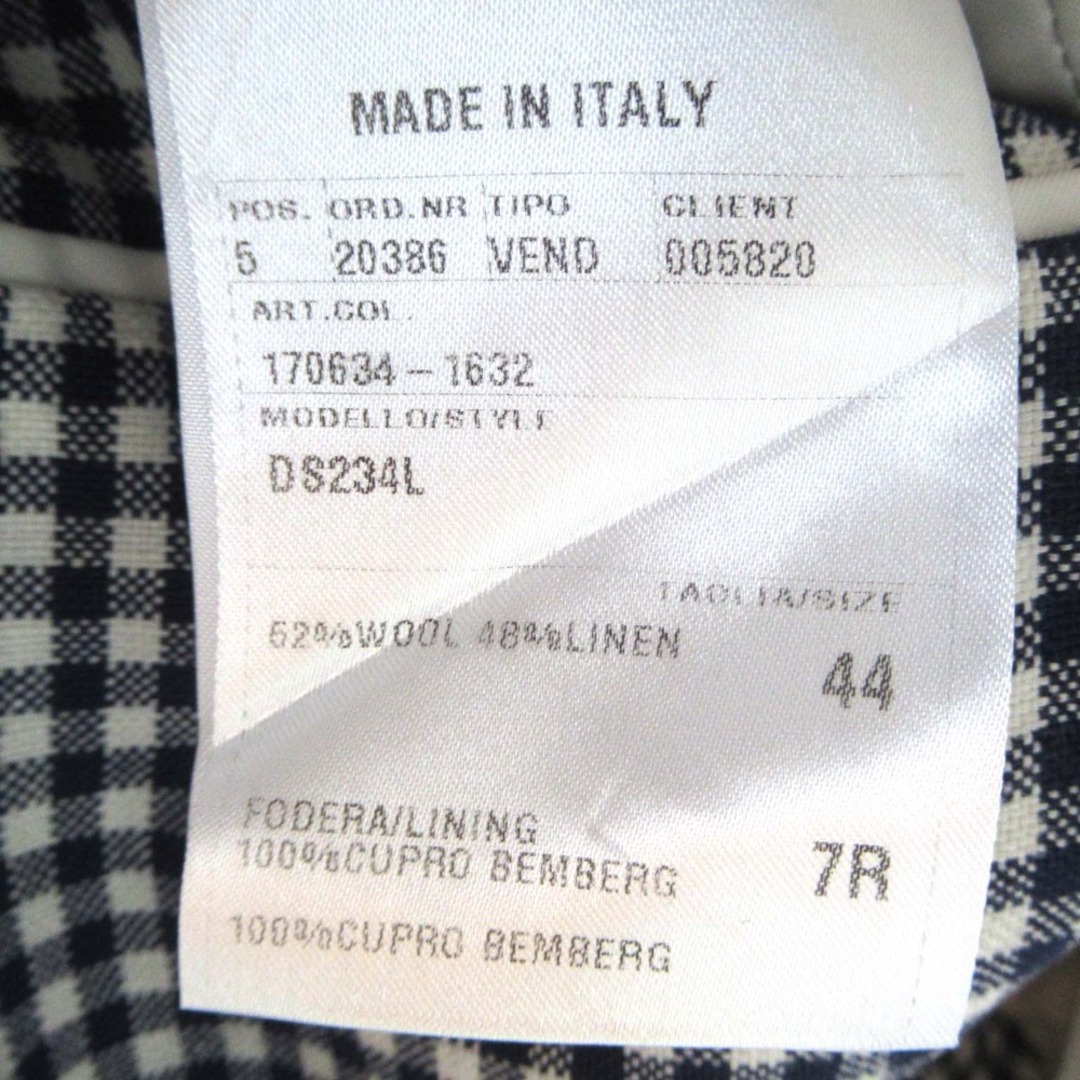 MADE IN ITALY
POS. ORD.NR TIPO CLIENT
5 20386 VEND 005820
ART.COL.
170634-1632
MODELLO/STYLE
DS234L
TAGLIA/SIZE
52%WOOL 48%LINEN
44
FODERA/LINING
100%CUPRO BEMBERG
7R
100%CUPRO BEMBERG